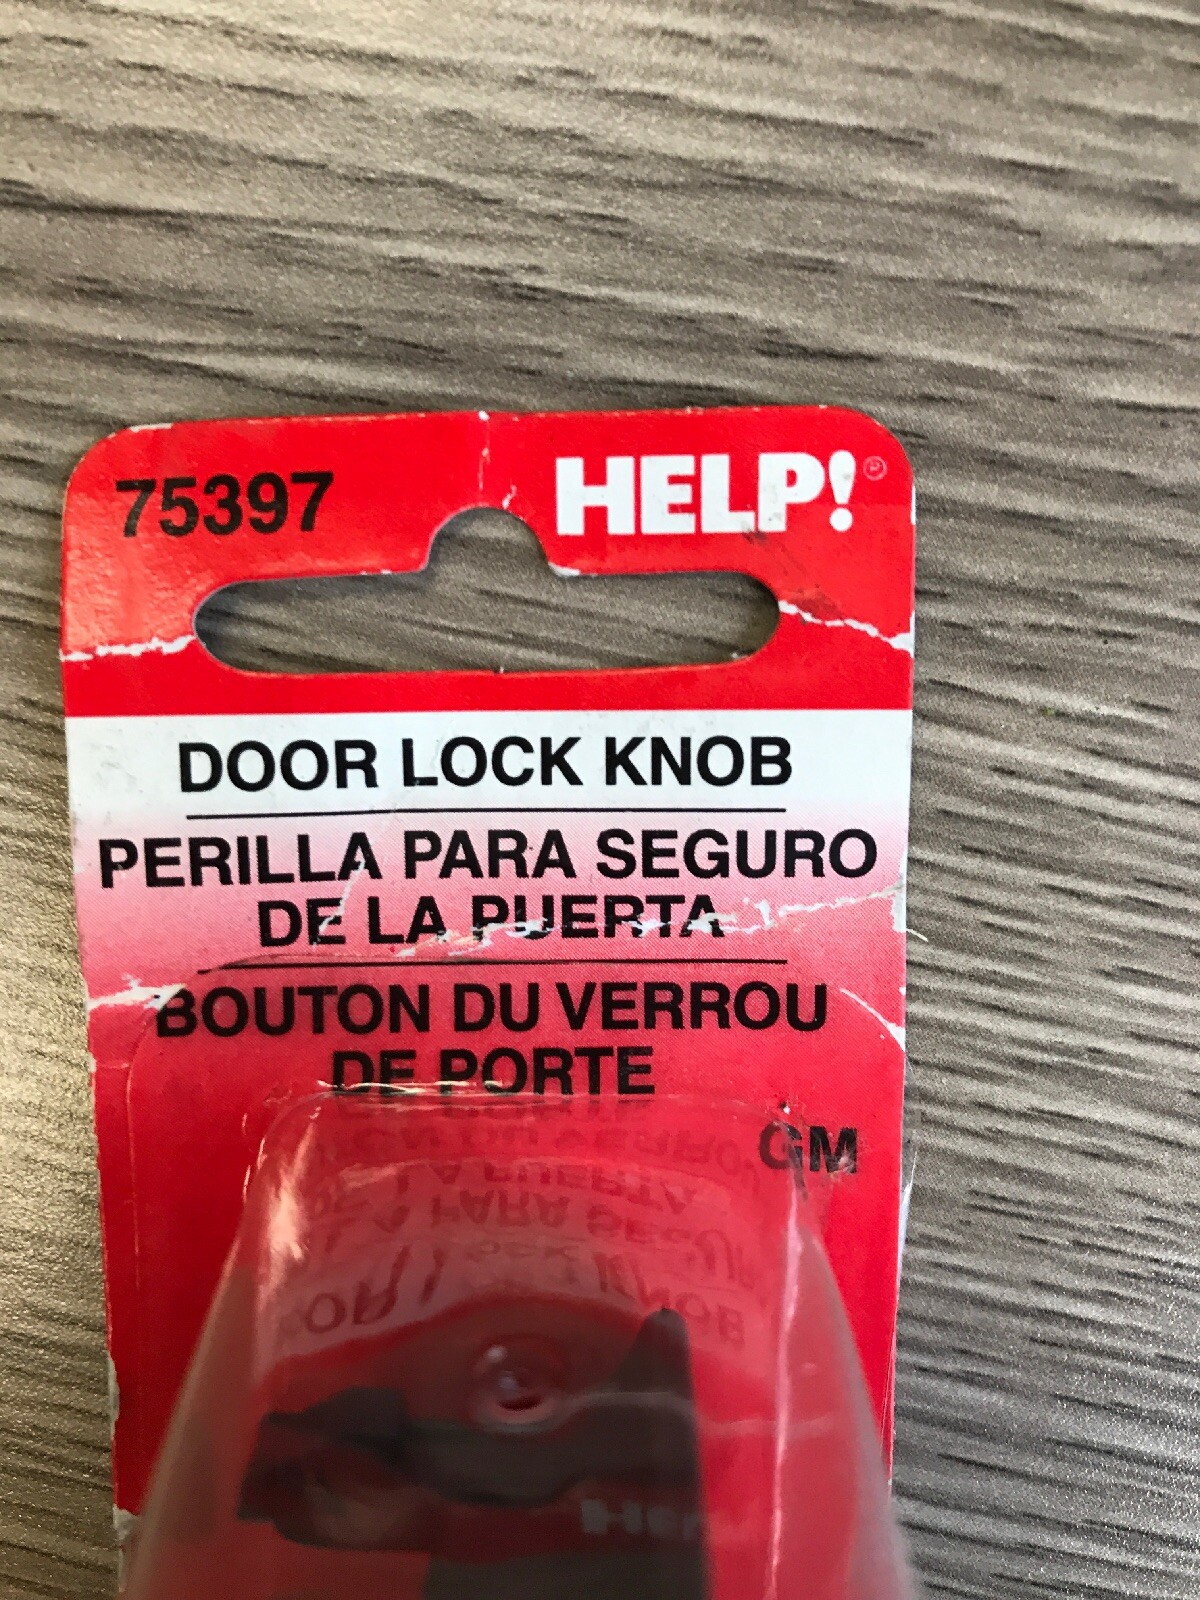 75397
HELP!®
DOOR LOCK KNOB
PERILLA PARA SEGURO
DE LA PUERTA
BOUTON DU VERROU
DE PORTE
GM